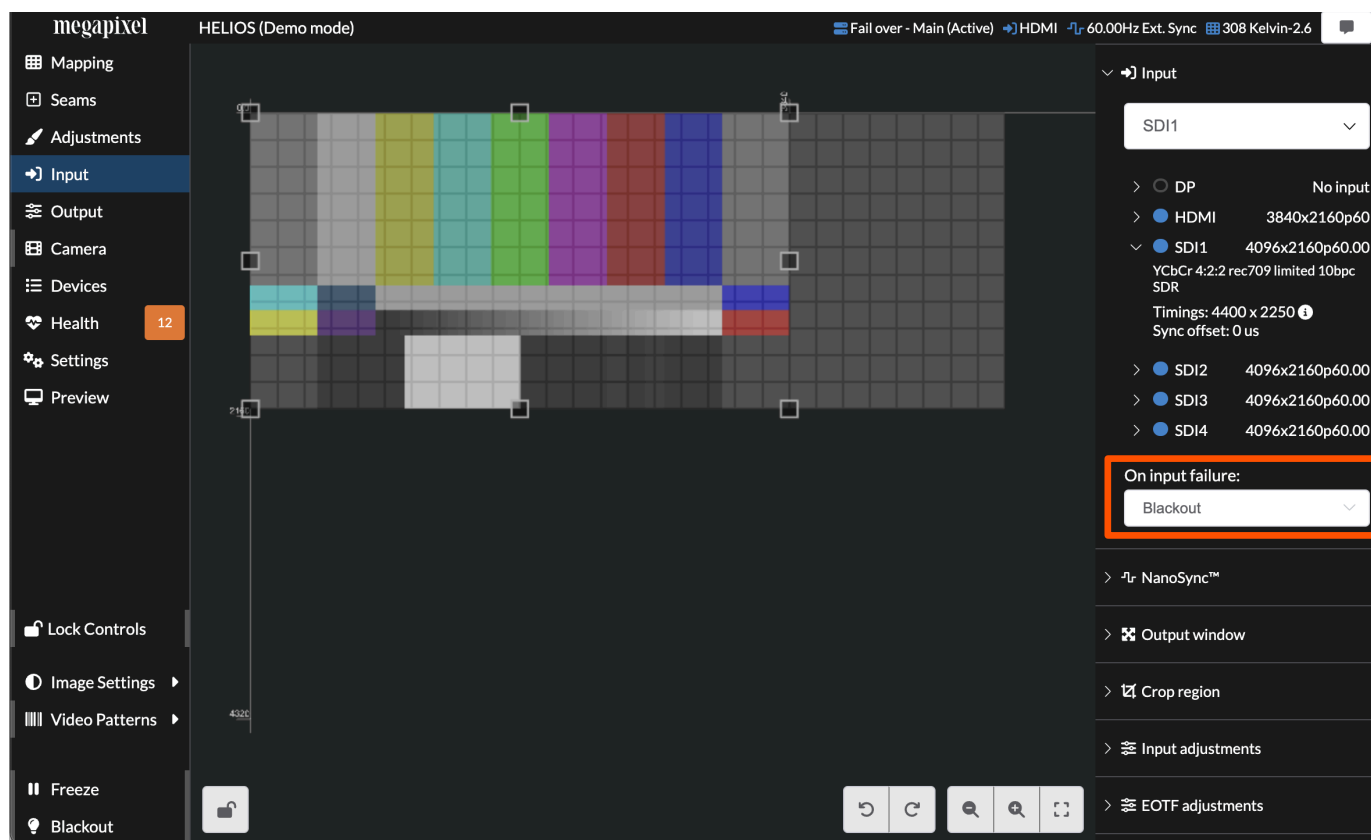 megapixel
HELIOS (Demo mode)
Fail over - Main (Active) HDMI 60.00Hz Ext. Sync 308 Kelvin-2.6
Mapping
Seams
Adjustments
Input
Output
Camera
Devices
Health 12
Settings
Preview
Lock Controls
Image Settings
Video Patterns
Freeze
Blackout
2160
4320
Input
SDI1
DP No input
HDMI 3840x2160p60
SDI1 4096x2160p60.00
YCbCr 4:2:2 rec709 limited 10bpc
SDR
Timings: 4400 x 2250
Sync offset: 0 us
SDI2 4096x2160p60.00
SDI3 4096x2160p60.00
SDI4 4096x2160p60.00
On input failure:
Blackout
NanoSync™
Output window
Crop region
Input adjustments
EOTF adjustments